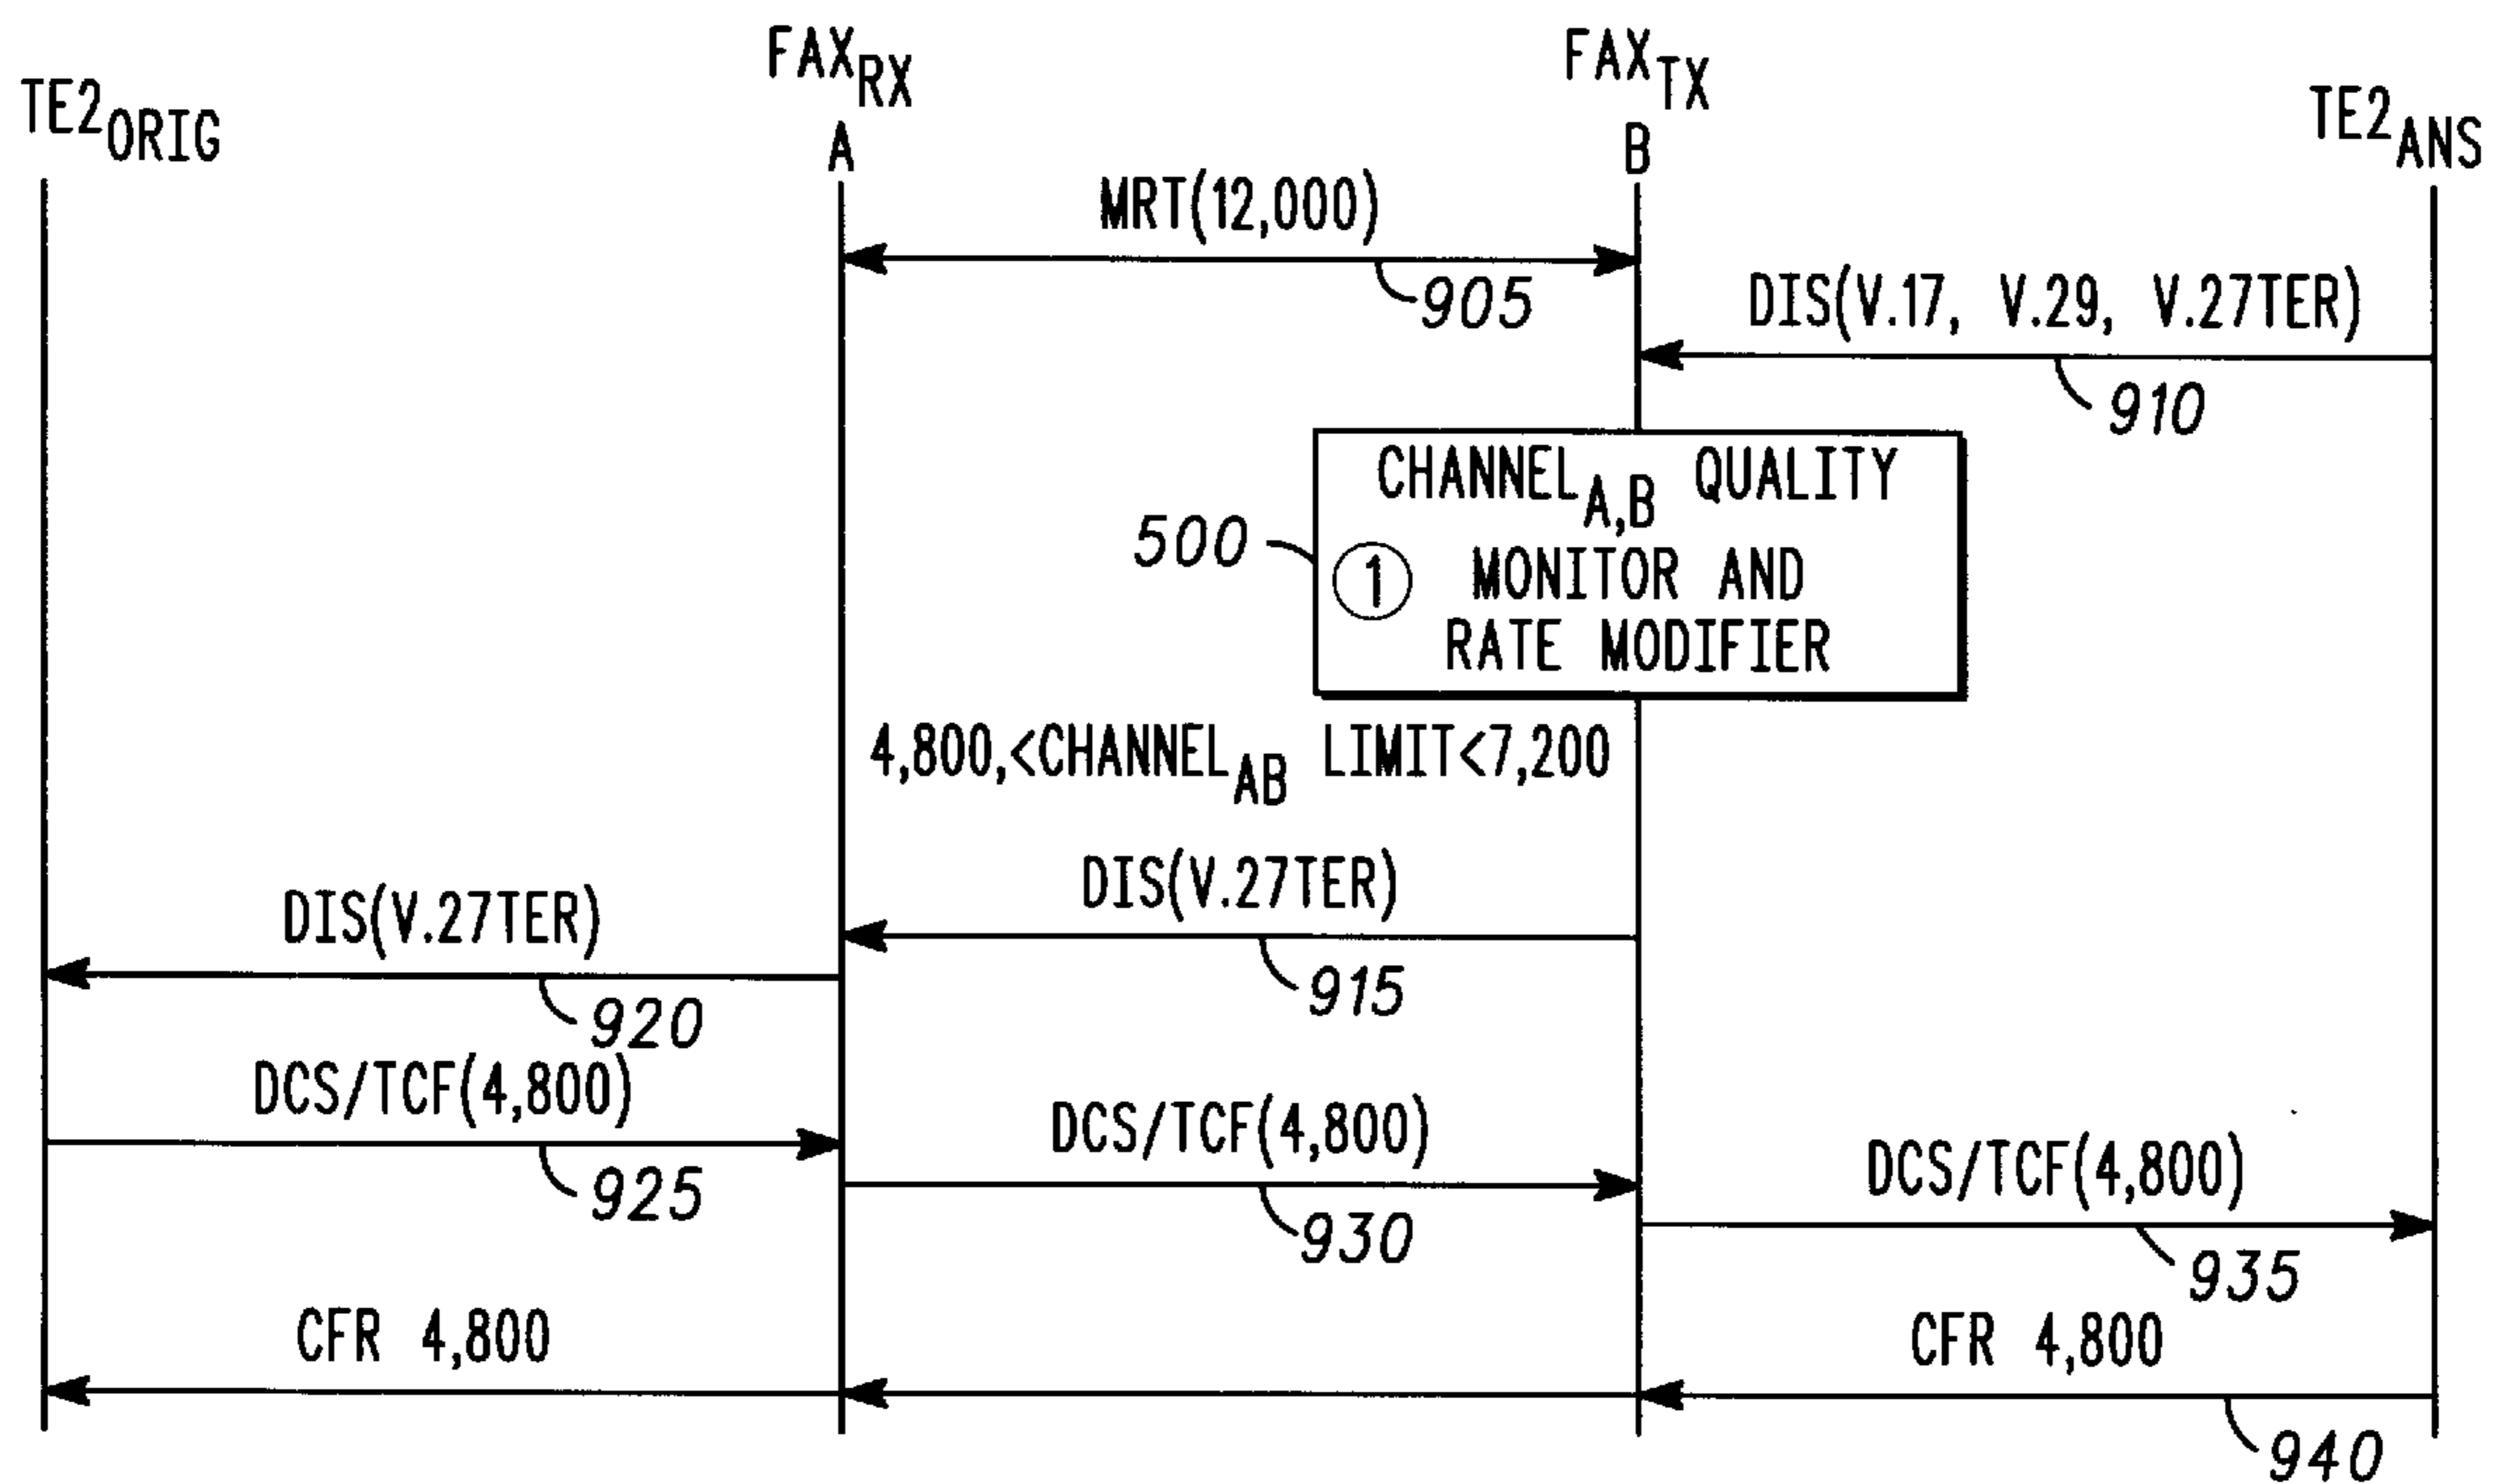 FAXRX
FAXTX
TE2ORIG
TE2ANS
A
B
MRT(12,000)
905
DIS(V.17, V.29, V.27TER)
910
CHANNELA,B QUALITY
500
1 MONITOR AND
RATE MODIFIER
4,800,<CHANNELAB LIMIT<7,200
DIS(V.27TER)
915
DIS(V.27TER)
920
DCS/TCF(4,800)
925
DCS/TCF(4,800)
930
DCS/TCF(4,800)
935
CFR 4,800
CFR 4,800
940